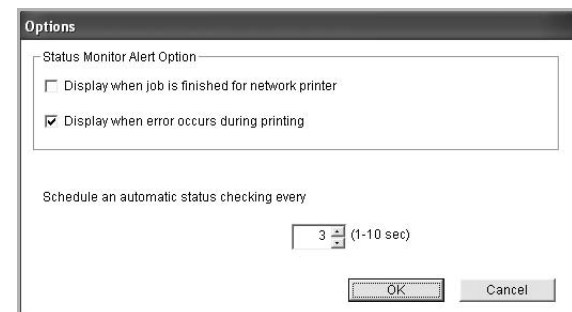 Options
Status Monitor Alert Option
Display when job is finished for network printer
Display when error occurs during printing
Schedule an automatic status checking every
3 (1-10 sec)
OK Cancel